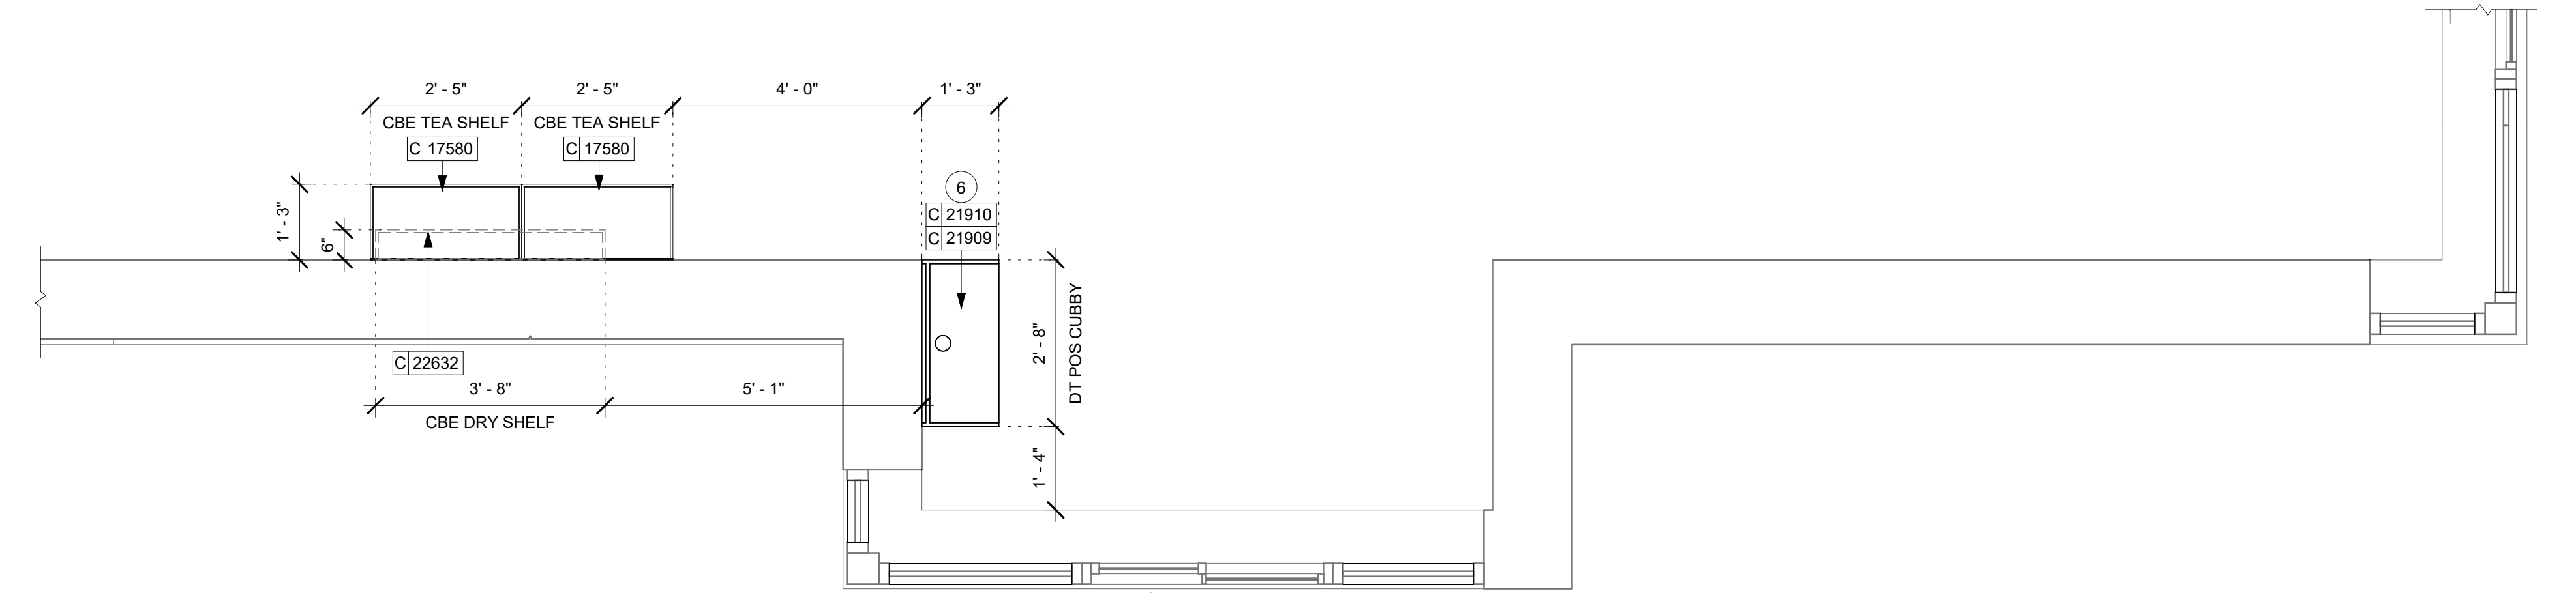 2' - 5"
2' - 5"
4' - 0"
1' - 3"
CBE TEA SHELF
CBE TEA SHELF
C 17580
C 17580
6
C 21910
C 21909
1' - 3"
6"
2' - 8"
DT POS CUBBY
C 22632
3' - 8"
5' - 1"
CBE DRY SHELF
1' - 4"